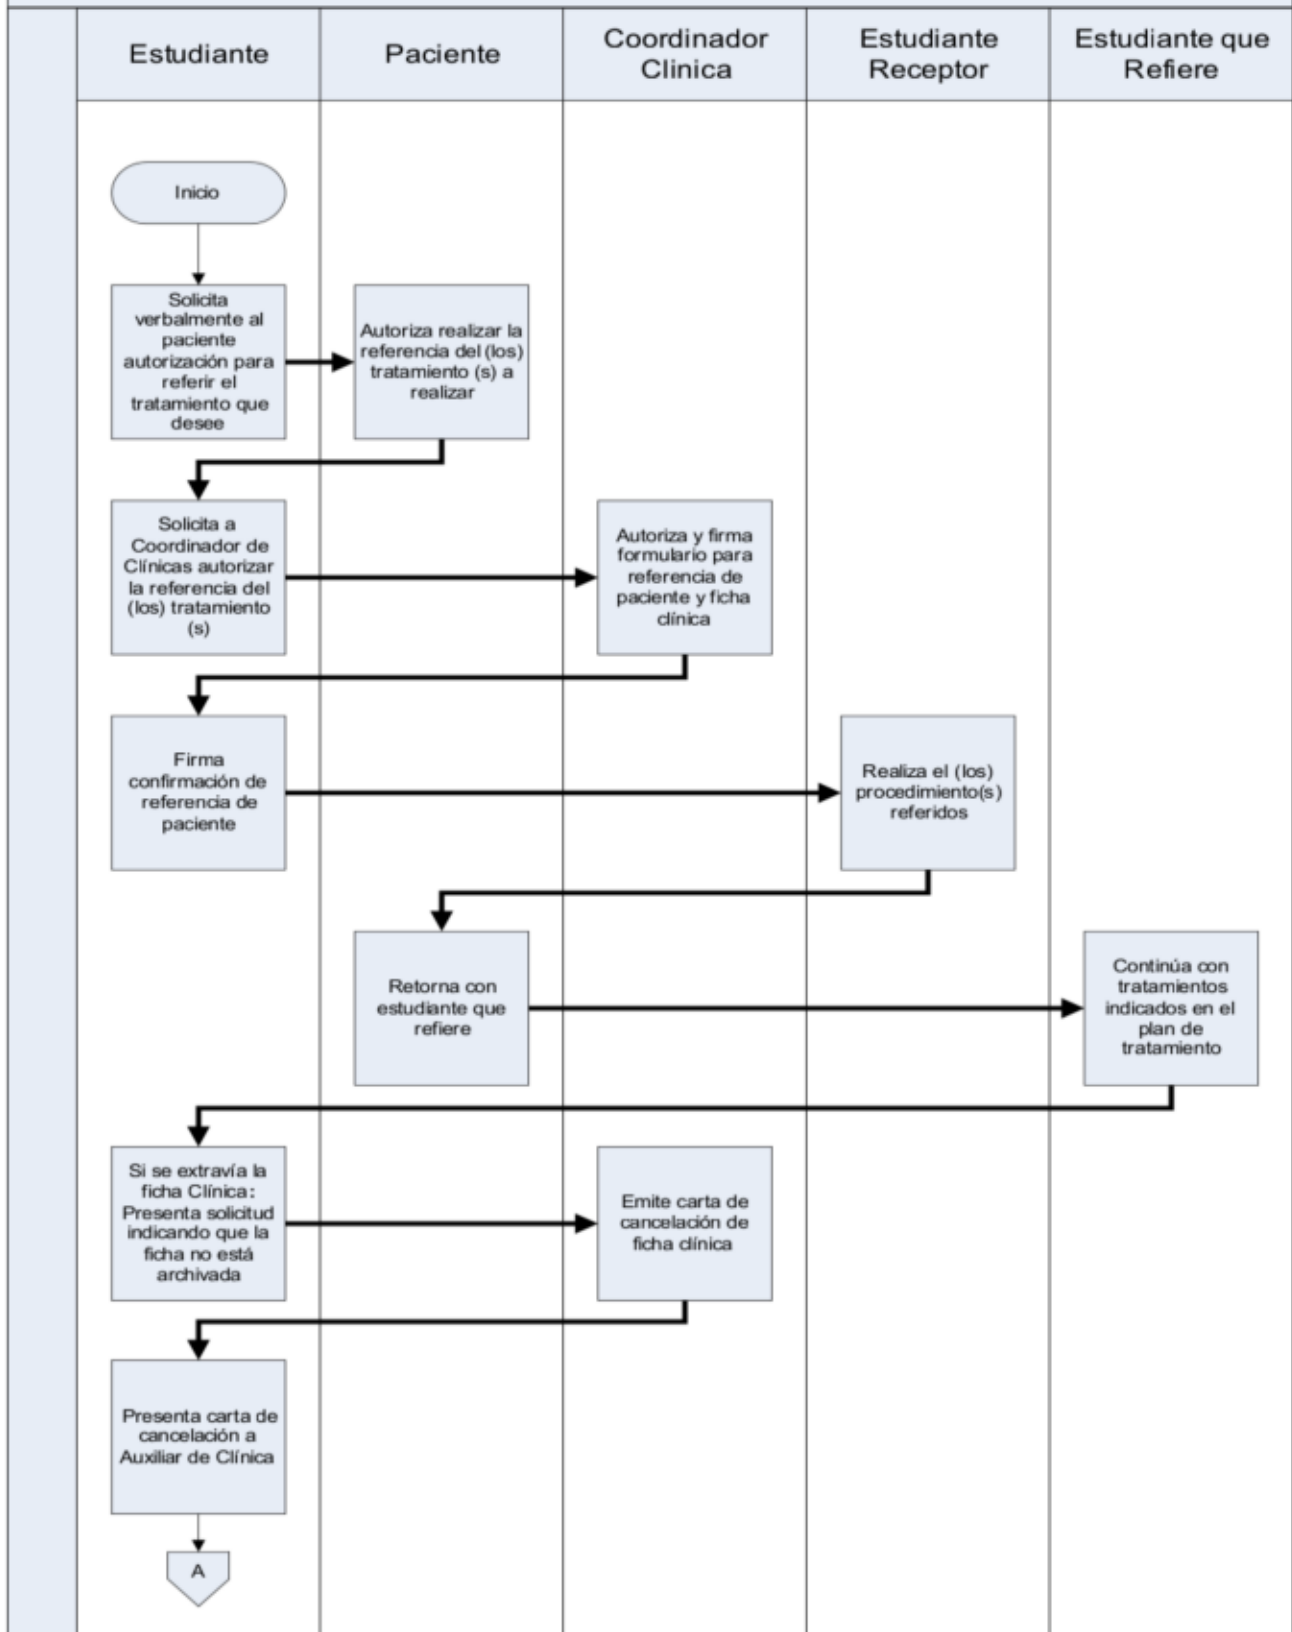 Estudiante
Paciente
Coordinador
Clinica
Estudiante
Receptor
Estudiante que
Refiere
Inicio
Solicita
verbalmente al
paciente
autorización para
referir el
tratamiento que
desee
Autoriza realizar la
referencia del (los)
tratamiento (s) a
realizar
Solicita a
Coordinador de
Clínicas autorizar
la referencia del
(los) tratamiento
(s)
Autoriza y firma
formulario para
referencia de
paciente y ficha
clínica
Firma
confirmación de
referencia de
paciente
Realiza el (los)
procedimiento(s)
referidos
Retorna con
estudiante que
refiere
Continúa con
tratamientos
indicados en el
plan de
tratamiento
Si se extravía la
ficha Clínica:
Presenta solicitud
indicando que la
ficha no está
archivada
Emite carta de
cancelación de
ficha clínica
Presenta carta de
cancelación a
Auxiliar de Clínica
A